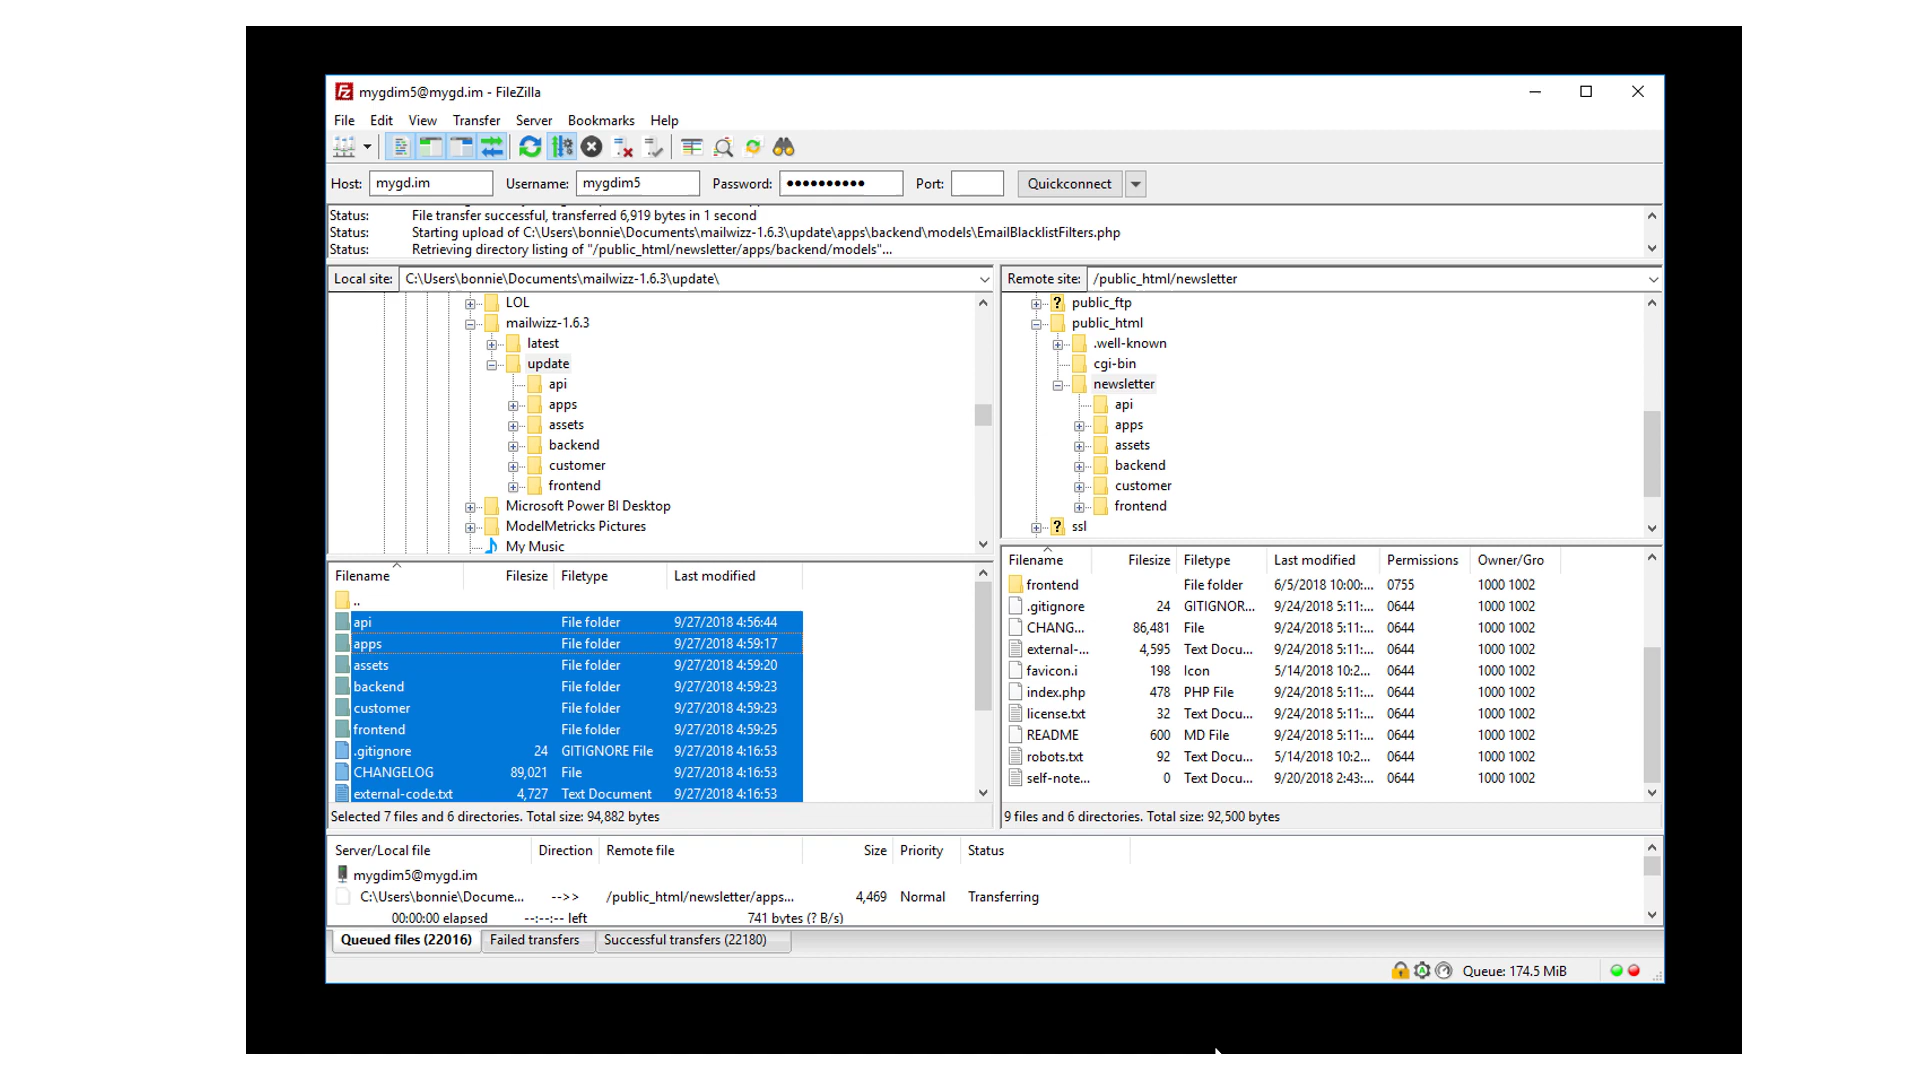 mygdim5@mygd.im - FileZilla
File Edit View Transfer Server Bookmarks Help
Host: mygd.im Username: mygdim5 Password: ●●●●●●●●●● Port: Quickconnect
Status: File transfer successful, transferred 6,919 bytes in 1 second
Status: Starting upload of C:\Users\bonnie\Documents\mailwizz-1.6.3\update\apps\backend\models\EmailBlacklistFilters.php
Status: Retrieving directory listing of "/public_html/newsletter/apps/backend/models"...
Local site: C:\Users\bonnie\Documents\mailwizz-1.6.3\update\
LOL
mailwizz-1.6.3
latest
update
api
apps
assets
backend
customer
frontend
Microsoft Power BI Desktop
ModelMetricks Pictures
My Music
Filename Filesize Filetype Last modified
..
api File folder 9/27/2018 4:56:44
apps File folder 9/27/2018 4:59:17
assets File folder 9/27/2018 4:59:20
backend File folder 9/27/2018 4:59:23
customer File folder 9/27/2018 4:59:23
frontend File folder 9/27/2018 4:59:25
.gitignore 24 GITIGNORE File 9/27/2018 4:16:53
CHANGELOG 89,021 File 9/27/2018 4:16:53
external-code.txt 4,727 Text Document 9/27/2018 4:16:53
Selected 7 files and 6 directories. Total size: 94,882 bytes
Remote site: /public_html/newsletter
? public_ftp
public_html
.well-known
cgi-bin
newsletter
api
apps
assets
backend
customer
frontend
? ssl
Filename Filesize Filetype Last modified Permissions Owner/Gro
frontend File folder 6/5/2018 10:00:... 0755 1000 1002
.gitignore 24 GITIGNOR... 9/24/2018 5:11:... 0644 1000 1002
CHANG... 86,481 File 9/24/2018 5:11:... 0644 1000 1002
external-... 4,595 Text Docu... 9/24/2018 5:11:... 0644 1000 1002
favicon.i 198 Icon 5/14/2018 10:2... 0644 1000 1002
index.php 478 PHP File 9/24/2018 5:11:... 0644 1000 1002
license.txt 32 Text Docu... 9/24/2018 5:11:... 0644 1000 1002
README 600 MD File 9/24/2018 5:11:... 0644 1000 1002
robots.txt 92 Text Docu... 5/14/2018 10:2... 0644 1000 1002
self-note... 0 Text Docu... 9/20/2018 2:43:... 0644 1000 1002
9 files and 6 directories. Total size: 92,500 bytes
Server/Local file Direction Remote file Size Priority Status
mygdim5@mygd.im
C:\Users\bonnie\Docume... -->> /public_html/newsletter/apps... 4,469 Normal Transferring
00:00:00 elapsed --:--:-- left 741 bytes (? B/s)
Queued files (22016) Failed transfers Successful transfers (22180)
Queue: 174.5 MiB